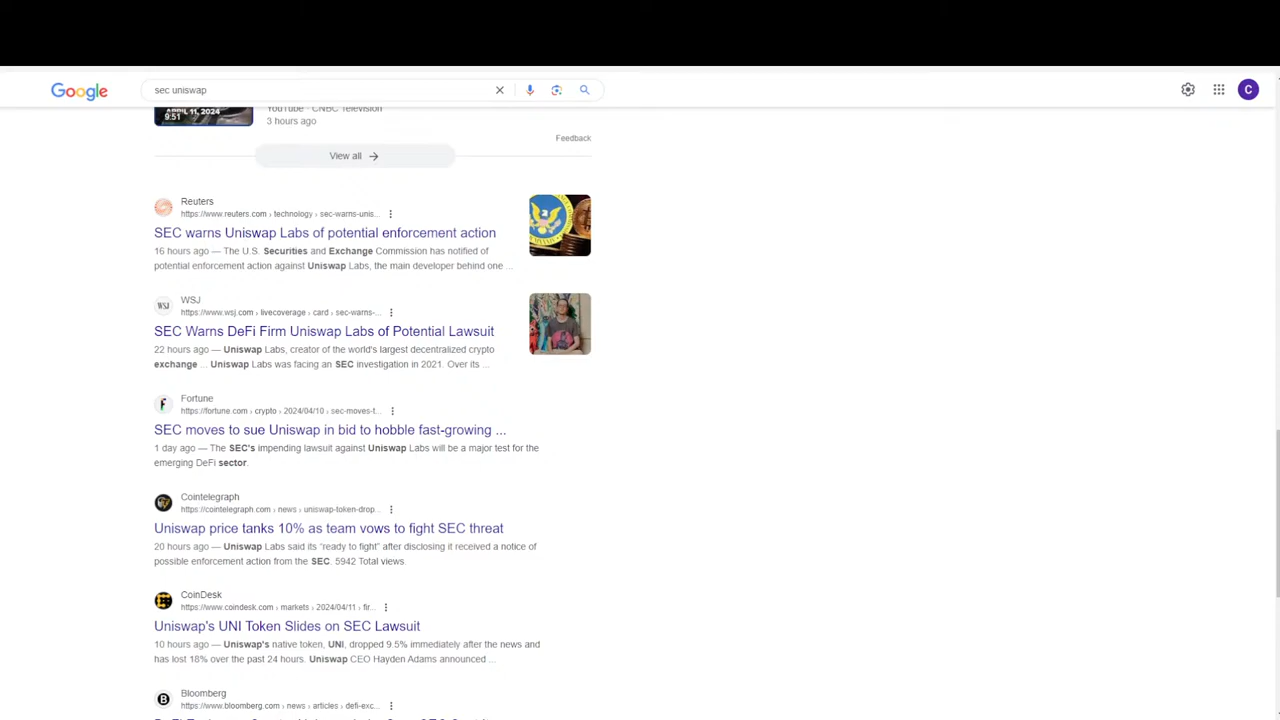 Google
sec uniswap
C
APRIL 11, 2024
9:51
YouTube · CNBC Television
3 hours ago
Feedback
View all
Reuters
https://www.reuters.com › technology › sec-warns-unis...
SEC warns Uniswap Labs of potential enforcement action
16 hours ago — The U.S. Securities and Exchange Commission has notified of
potential enforcement action against Uniswap Labs, the main developer behind one ...
WSJ
WSJ
https://www.wsj.com › livecoverage › card › sec-warns-...
SEC Warns DeFi Firm Uniswap Labs of Potential Lawsuit
22 hours ago — Uniswap Labs, creator of the world's largest decentralized crypto
exchange ... Uniswap Labs was facing an SEC investigation in 2021. Over its ...
Fortune
https://fortune.com › crypto › 2024/04/10 › sec-moves-t...
SEC moves to sue Uniswap in bid to hobble fast-growing ...
1 day ago — The SEC's impending lawsuit against Uniswap Labs will be a major test for the
emerging DeFi sector.
Cointelegraph
https://cointelegraph.com › news › uniswap-token-drop...
Uniswap price tanks 10% as team vows to fight SEC threat
20 hours ago — Uniswap Labs said its “ready to fight” after disclosing it received a notice of
possible enforcement action from the SEC. 5942 Total views.
CoinDesk
https://www.coindesk.com › markets › 2024/04/11 › fir...
Uniswap's UNI Token Slides on SEC Lawsuit
10 hours ago — Uniswap's native token, UNI, dropped 9.5% immediately after the news and
has lost 18% over the past 24 hours. Uniswap CEO Hayden Adams announced ...
B
Bloomberg
https://www.bloomberg.com › news › articles › defi-exc...